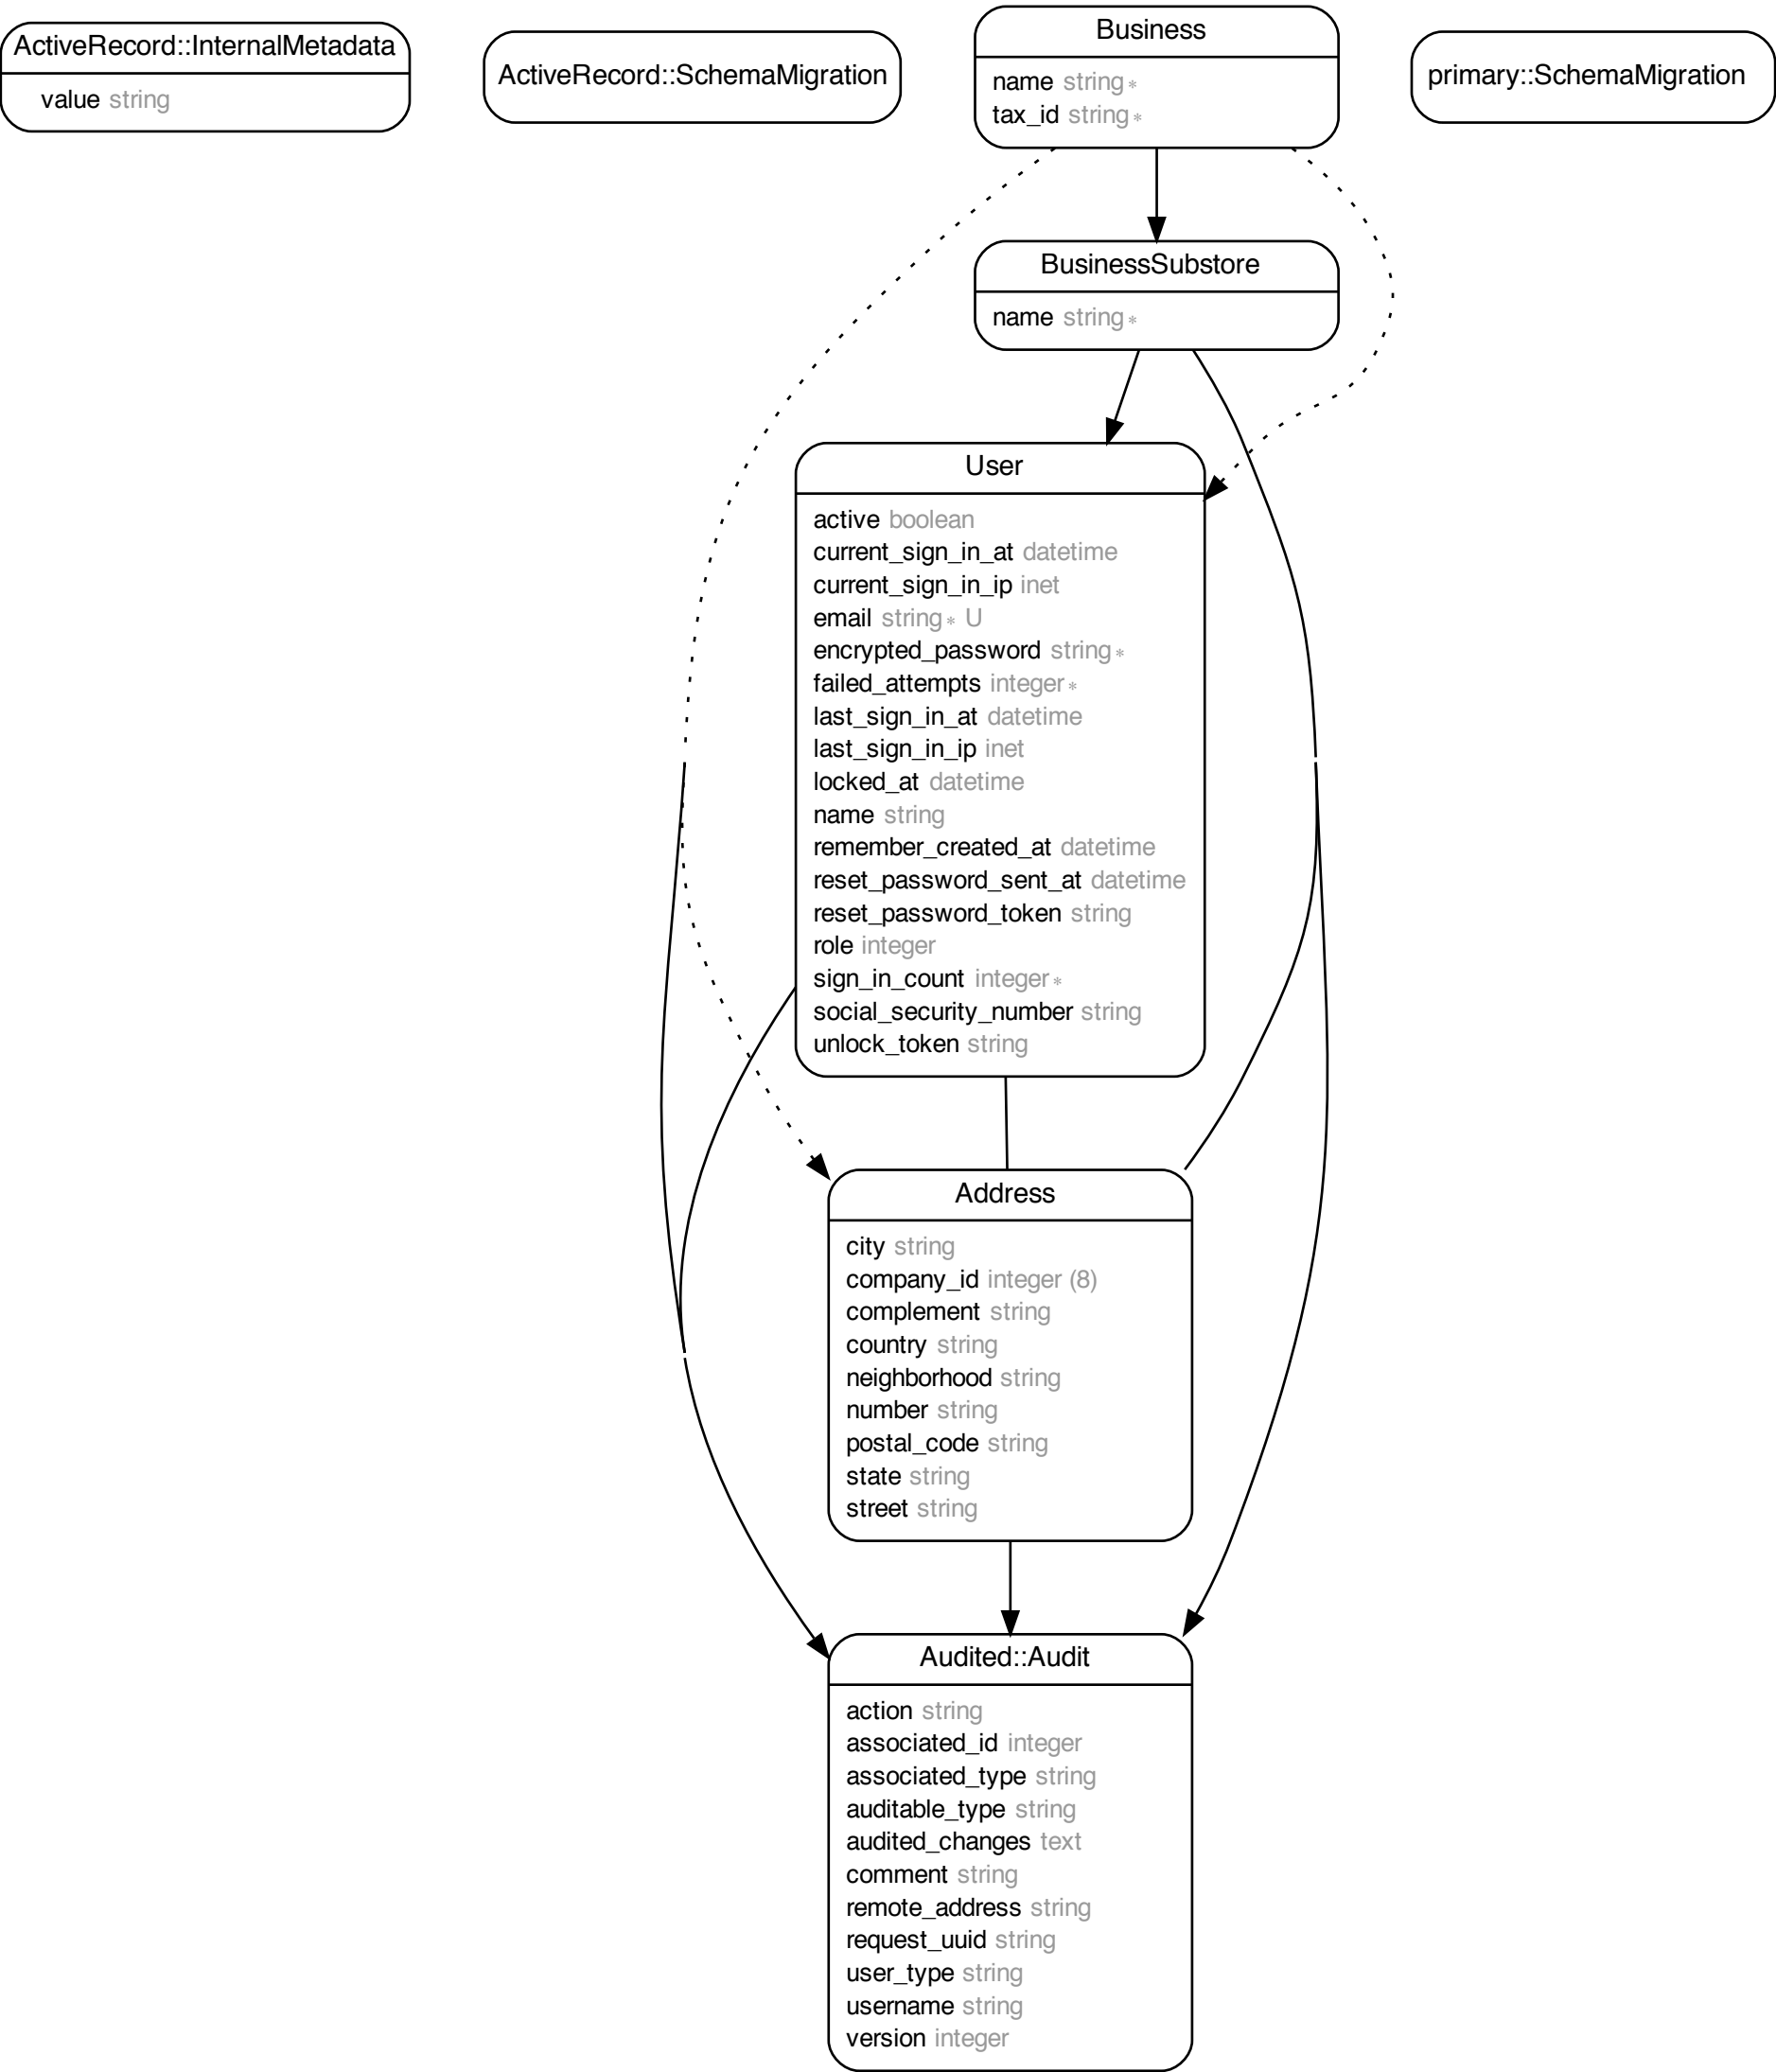 ActiveRecord::InternalMetadata
value string
ActiveRecord::SchemaMigration
Business
name string∗
tax_id string∗
primary::SchemaMigration
BusinessSubstore
name string∗
User
active boolean
current_sign_in_at datetime
current_sign_in_ip inet
email string∗ U
encrypted_password string∗
failed_attempts integer∗
last_sign_in_at datetime
last_sign_in_ip inet
locked_at datetime
name string
remember_created_at datetime
reset_password_sent_at datetime
reset_password_token string
role integer
sign_in_count integer∗
social_security_number string
unlock_token string
Address
city string
company_id integer (8)
complement string
country string
neighborhood string
number string
postal_code string
state string
street string
Audited::Audit
action string
associated_id integer
associated_type string
auditable_type string
audited_changes text
comment string
remote_address string
request_uuid string
user_type string
username string
version integer